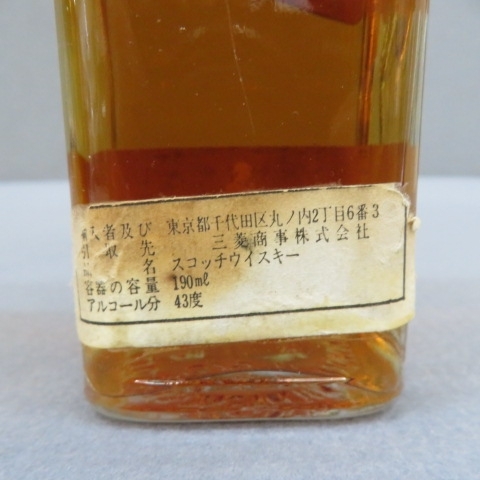 入者及び 東京都千代田区丸ノ内2丁目6番3
引取先 三菱商事株式会社
名 スコッチウイスキー
容器の容量 190ml
アルコール分 43度